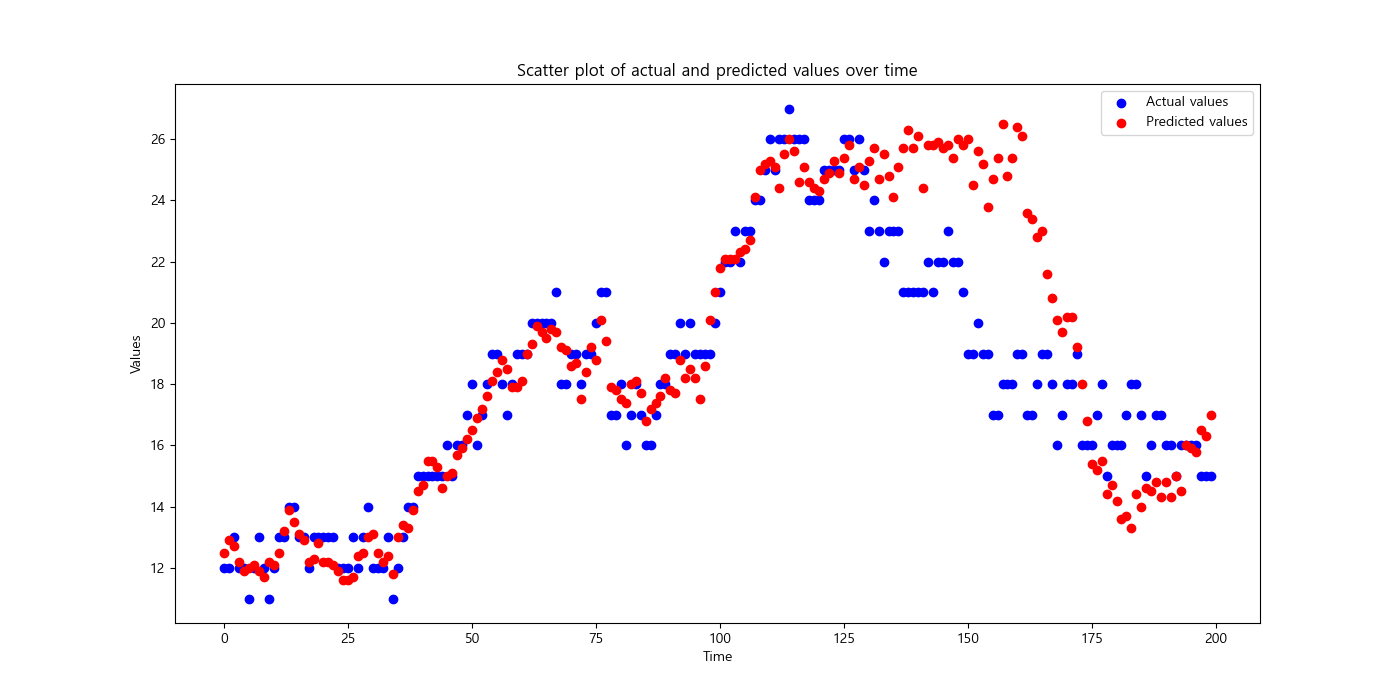 Scatter plot of actual and predicted values over time
Actual values
Predicted values
26
24
22
20
18
16
14
12
Values
0 25 50 75 100 125 150 175 200
Time